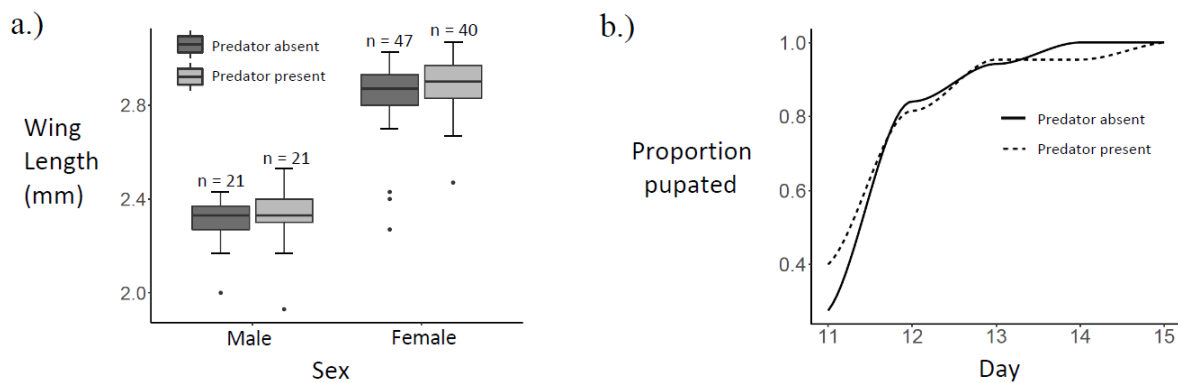 a.)
Predator absent
Predator present
n = 47
n = 40
n = 21
n = 21
Wing
Length
(mm)
2.8
2.4
2.0
Male
Female
Sex
b.)
1.0
0.8
0.6
0.4
Proportion
pupated
Predator absent
Predator present
11
12
13
14
15
Day